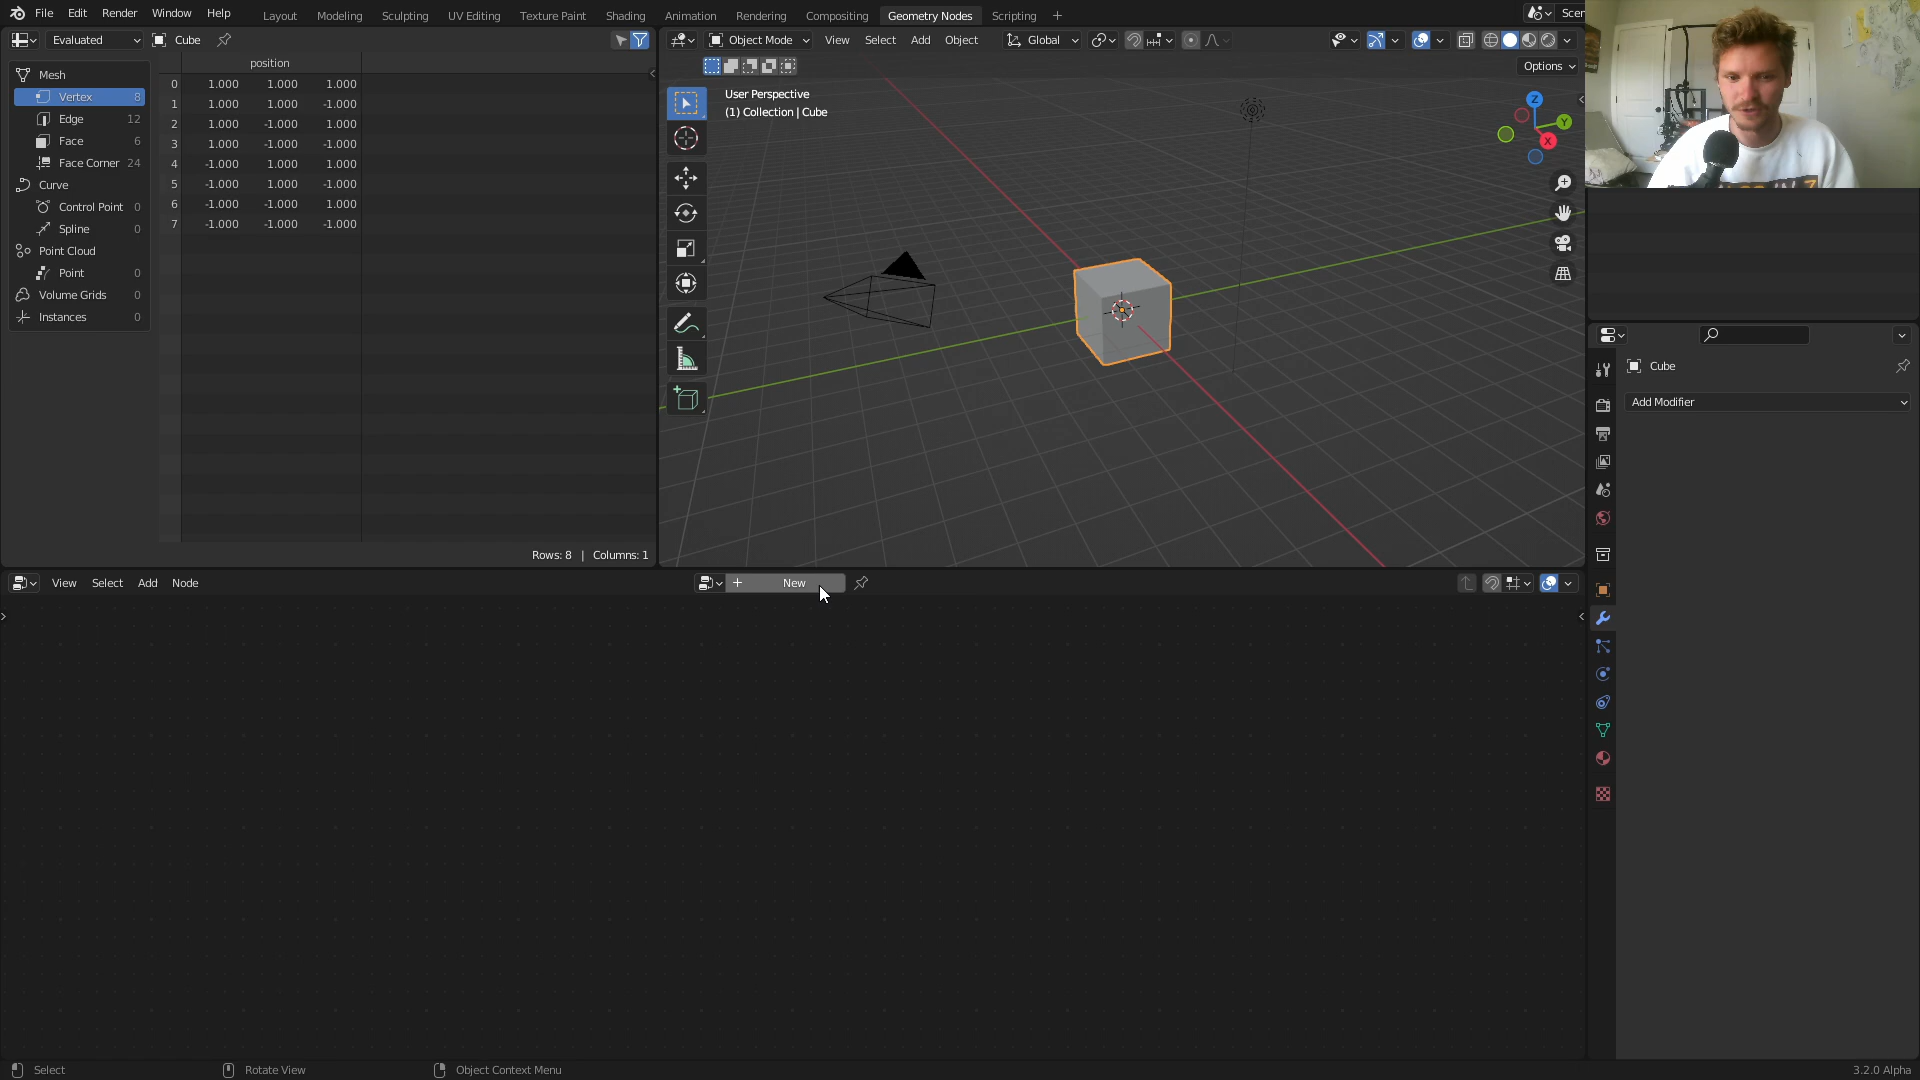 File Edit Render Window Help Layout Modeling Sculpting UV Editing Texture Paint Shading Animation Rendering Compositing Geometry Nodes Scripting + Scen
Evaluated Cube
Object Mode View Select Add Object Global
Options
Mesh
Vertex 8
Edge 12
Face 6
Face Corner 24
Curve
Control Point 0
Spline 0
Point Cloud
Point 0
Volume Grids 0
Instances 0
position
0 1.000 1.000 1.000
1 1.000 1.000 -1.000
2 1.000 -1.000 1.000
3 1.000 -1.000 -1.000
4 -1.000 1.000 1.000
5 -1.000 1.000 -1.000
6 -1.000 -1.000 1.000
7 -1.000 -1.000 -1.000
Rows: 8 | Columns: 1
User Perspective
(1) Collection | Cube
Z
Y
X
Cube
Add Modifier
View Select Add Node + New
Select Rotate View Object Context Menu 3.2.0 Alpha